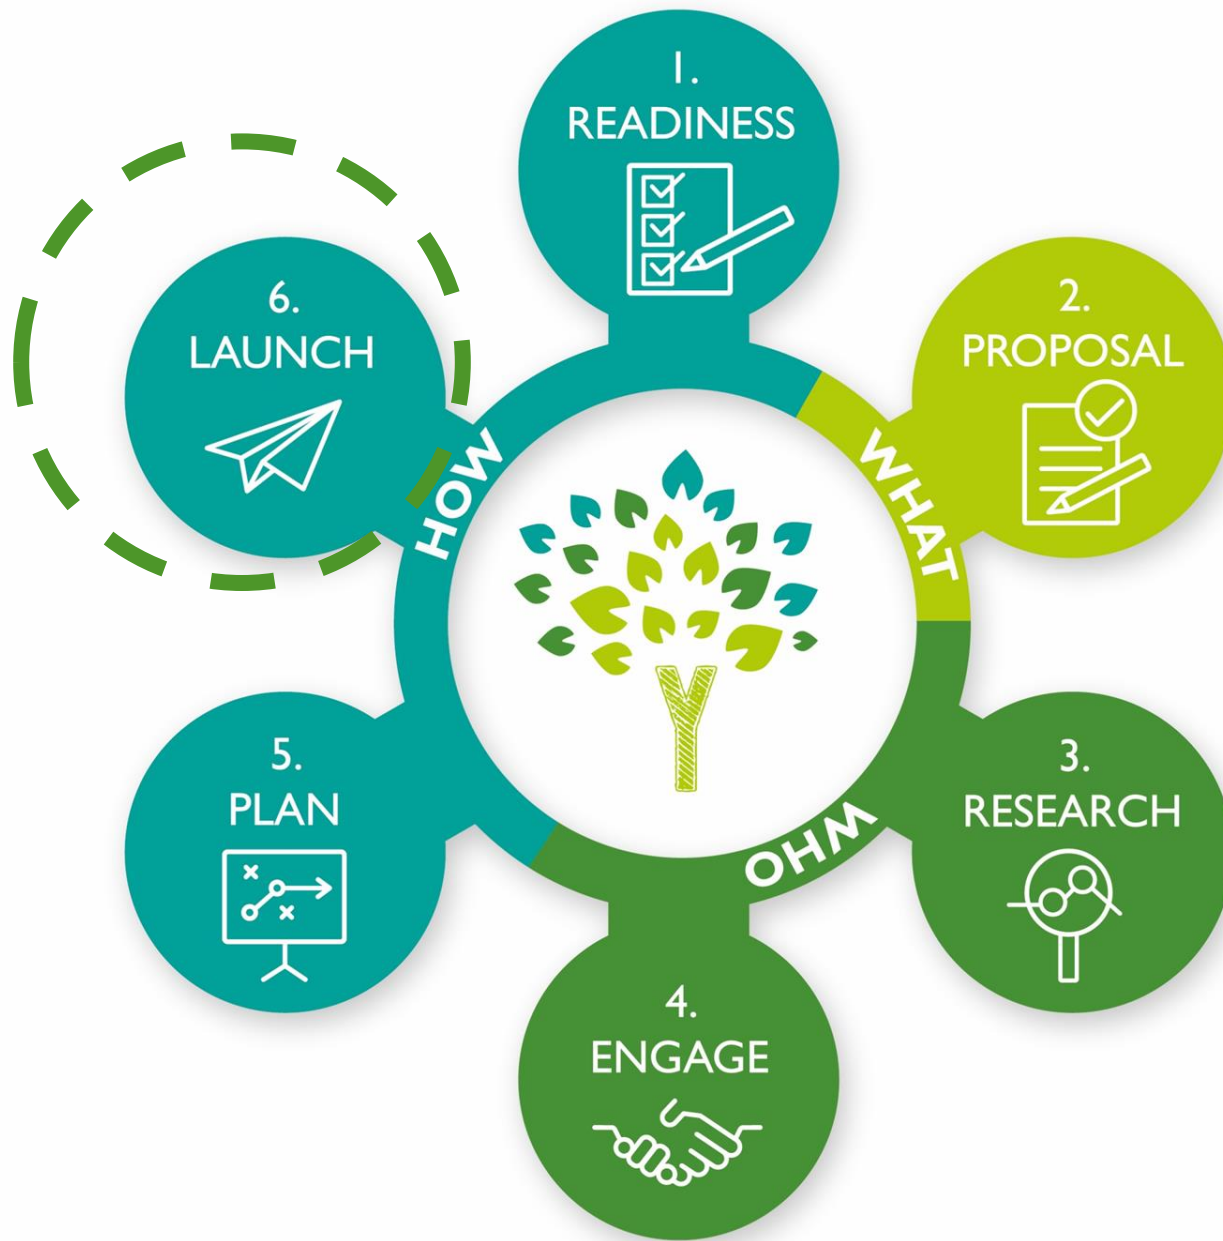 1.
READINESS
2.
PROPOSAL
WHAT
3.
RESEARCH
WHO
4.
ENGAGE
5.
PLAN
6.
LAUNCH
HOW